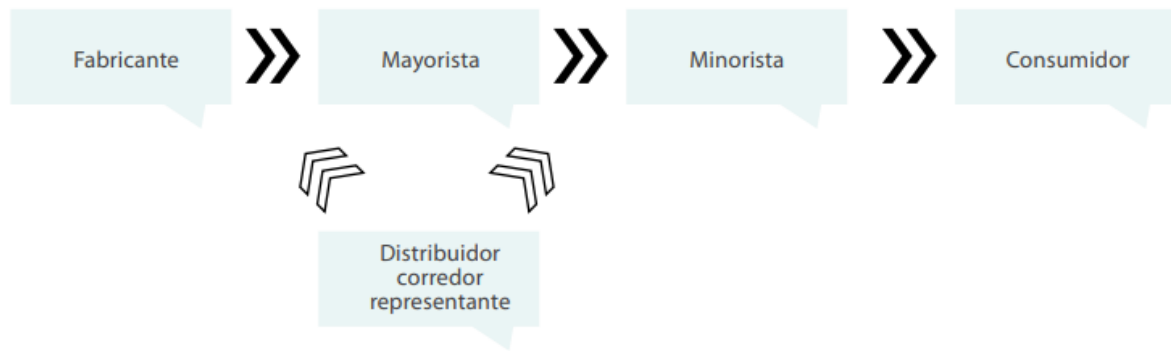 Fabricante
Mayorista
Minorista
Consumidor
Distribuidor
corredor
representante